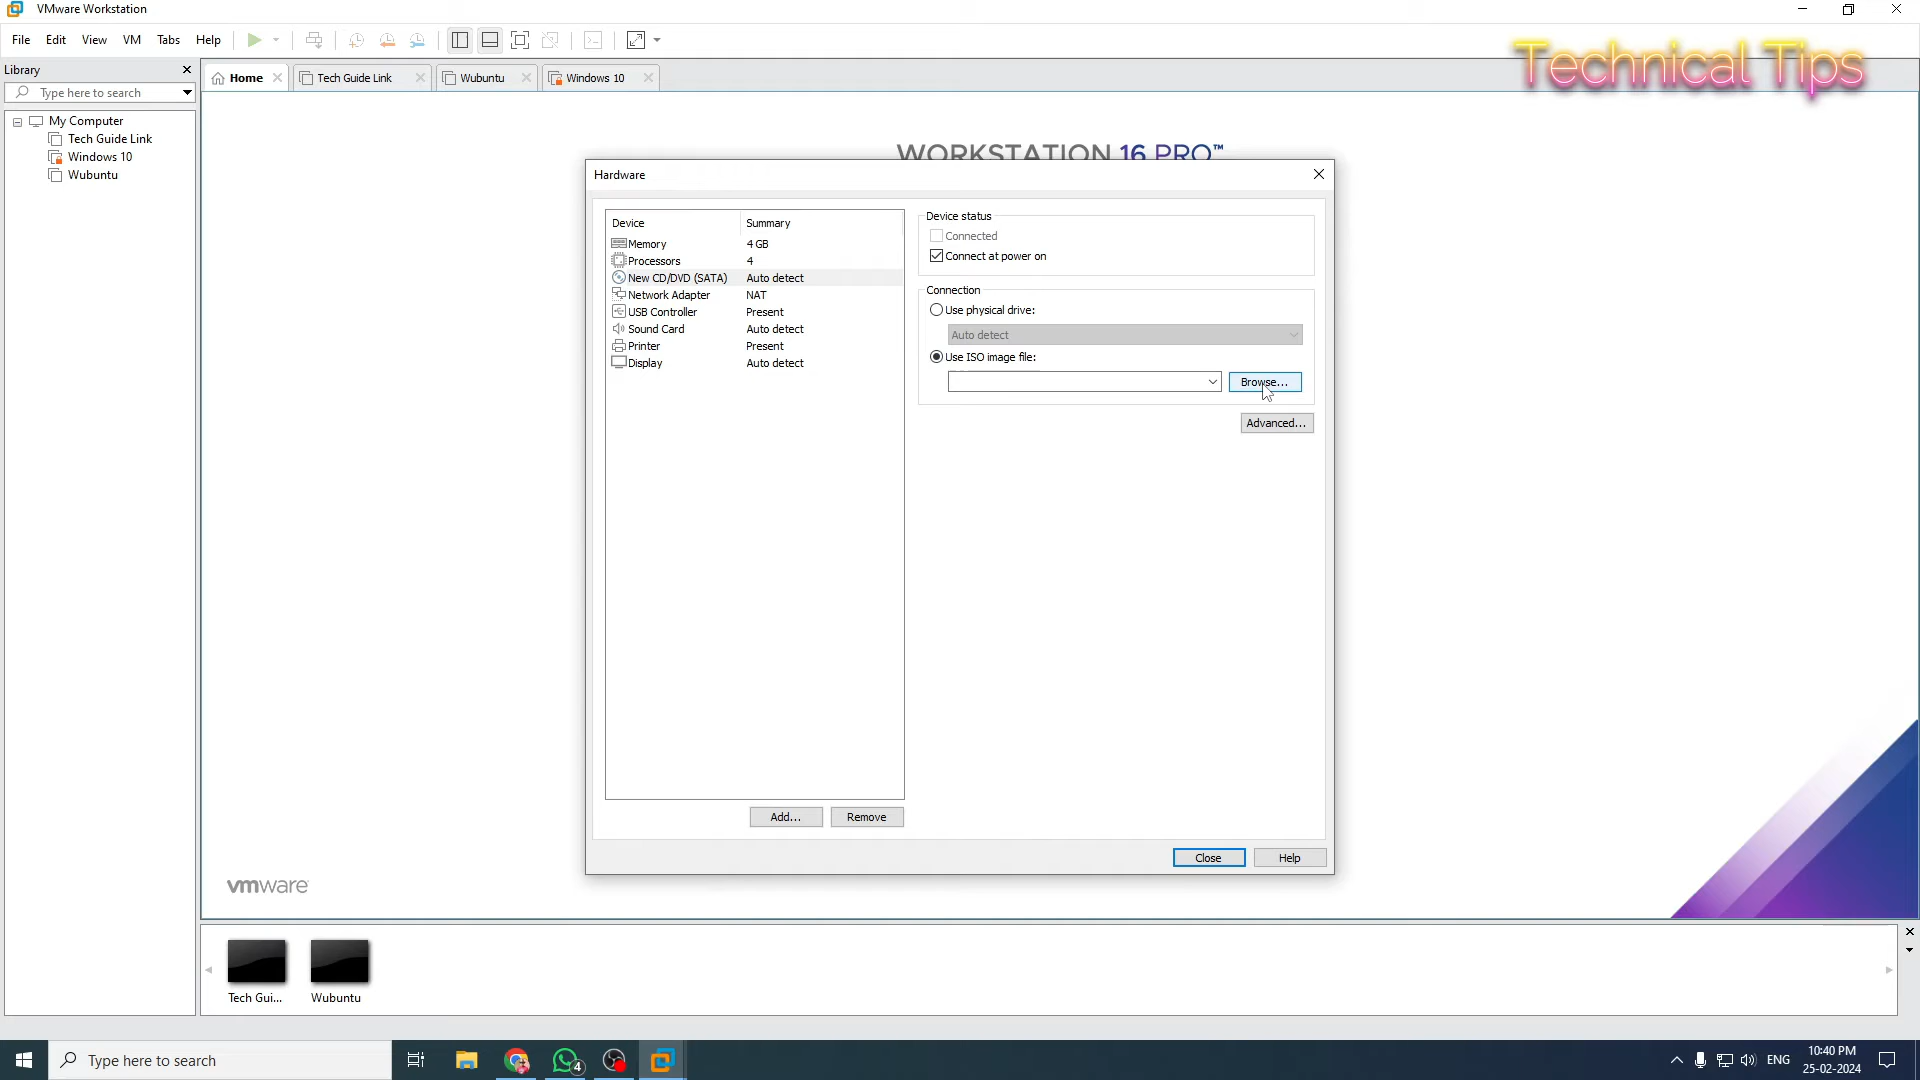 VMware Workstation
File Edit View VM Tabs Help
Technical Tips
Library
Type here to search
My Computer
Tech Guide Link
Windows 10
Wubuntu
Home
Tech Guide Link
Wubuntu
Windows 10
WORKSTATION 16 PRO™
Hardware
Device Summary
Memory 4 GB
Processors 4
New CD/DVD (SATA) Auto detect
Network Adapter NAT
USB Controller Present
Sound Card Auto detect
Printer Present
Display Auto detect
Add... Remove
Device status
Connected
Connect at power on
Connection
Use physical drive:
Auto detect
Use ISO image file:
Browse...
Advanced...
Close Help
vmware
Tech Gui... Wubuntu
Type here to search
4
ENG
10:40 PM
25-02-2024